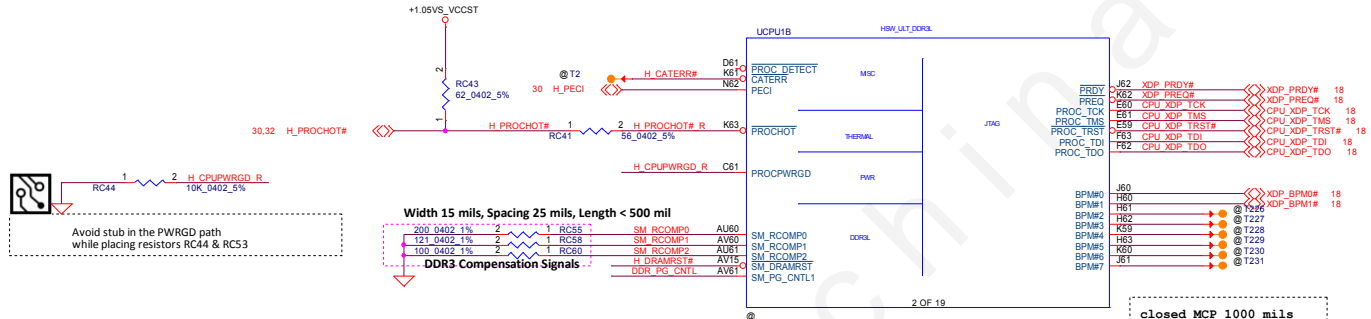 +1.05VS_VCCST
UCPU1B
HSW_ULT_DDR3L
2
RC43
62_0402_5%
1
@ T2
H_CATERR#
30 H_PECI
D61
K61
N62
PROC_DETECT
CATERR
PECI
MISC
30,32 H_PROCHOT#
H_PROCHOT#
1
2
H_PROCHOT#_R
K63
PROCHOT
RC41
56_0402_5%
THERMAL
JTAG
H_CPUPWRGD_R
C61
PROCPWRGD
PWR
1
2
H_CPUPWRGD_R
RC44
10K_0402_5%
Avoid stub in the PWRGD path
while placing resistors RC44 & RC53
Width 15 mils, Spacing 25 mils, Length < 500 mil
200_0402_1% 2 1 RC55 SM_RCOMP0 AU60 SM_RCOMP0
121_0402_1% 2 1 RC58 SM_RCOMP1 AV60 SM_RCOMP1
100_0402_1% 2 1 RC60 SM_RCOMP2 AU61 SM_RCOMP2
DDR3 Compensation Signals
H_DRAMRST# AV15 SM_DRAMRST
DDR_PG_CNTL AV61 SM_PG_CNTL1
DDR3L
PRDY J62 XDP_PRDY# XDP_PRDY# 18
PREQ K62 XDP_PREQ# XDP_PREQ# 18
PROC_TCK E60 CPU_XDP_TCK CPU_XDP_TCK 18
PROC_TMS E61 CPU_XDP_TMS CPU_XDP_TMS 18
PROC_TRST E59 CPU_XDP_TRST# CPU_XDP_TRST# 18
PROC_TDI F63 CPU_XDP_TDI CPU_XDP_TDI 18
PROC_TDO F62 CPU_XDP_TDO CPU_XDP_TDO 18
BPM#0 J60 XDP_BPM0# 18
BPM#1 H60 XDP_BPM1# 18
BPM#2 H61 @ T226
BPM#3 H62 @ T227
BPM#4 K59 @ T228
BPM#5 H63 @ T229
BPM#6 K60 @ T230
BPM#7 J61 @ T231
2 OF 19
@
closed MCP 1000 mils
china